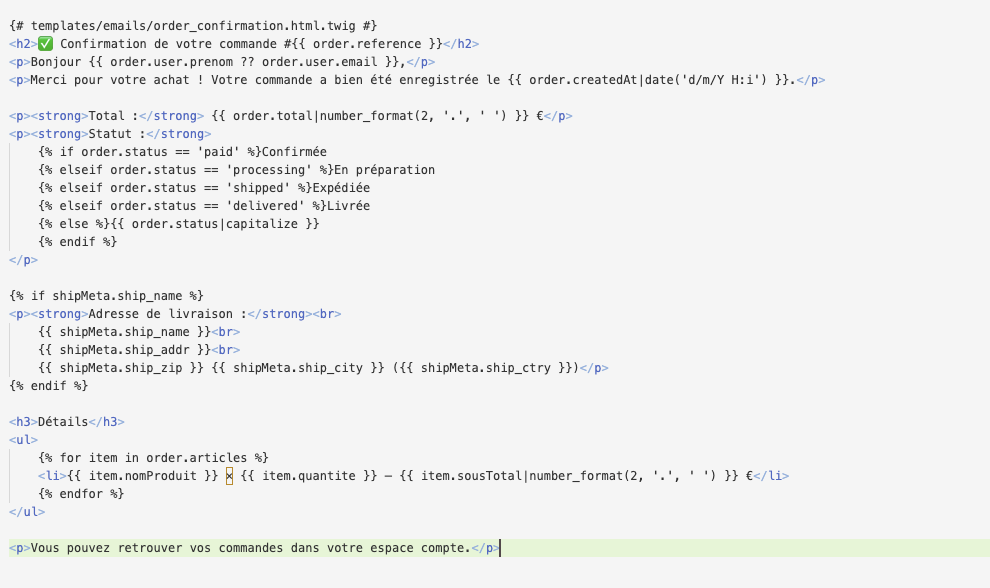 {# templates/emails/order_confirmation.html.twig #}
<h2>✅ Confirmation de votre commande #{{ order.reference }}</h2>
<p>Bonjour {{ order.user.prenom ?? order.user.email }},</p>
<p>Merci pour votre achat ! Votre commande a bien été enregistrée le {{ order.createdAt|date('d/m/Y H:i') }}.</p>

<p><strong>Total :</strong> {{ order.total|number_format(2, '.', ' ') }} €</p>
<p><strong>Statut :</strong>
    {% if order.status == 'paid' %}Confirmée
    {% elseif order.status == 'processing' %}En préparation
    {% elseif order.status == 'shipped' %}Expédiée
    {% elseif order.status == 'delivered' %}Livrée
    {% else %}{{ order.status|capitalize }}
    {% endif %}
</p>

{% if shipMeta.ship_name %}
<p><strong>Adresse de livraison :</strong><br>
    {{ shipMeta.ship_name }}<br>
    {{ shipMeta.ship_addr }}<br>
    {{ shipMeta.ship_zip }} {{ shipMeta.ship_city }} ({{ shipMeta.ship_ctry }})</p>
{% endif %}

<h3>Détails</h3>
<ul>
    {% for item in order.articles %}
    <li>{{ item.nomProduit }} × {{ item.quantite }} — {{ item.sousTotal|number_format(2, '.', ' ') }} €</li>
    {% endfor %}
</ul>

<p>Vous pouvez retrouver vos commandes dans votre espace compte.</p>